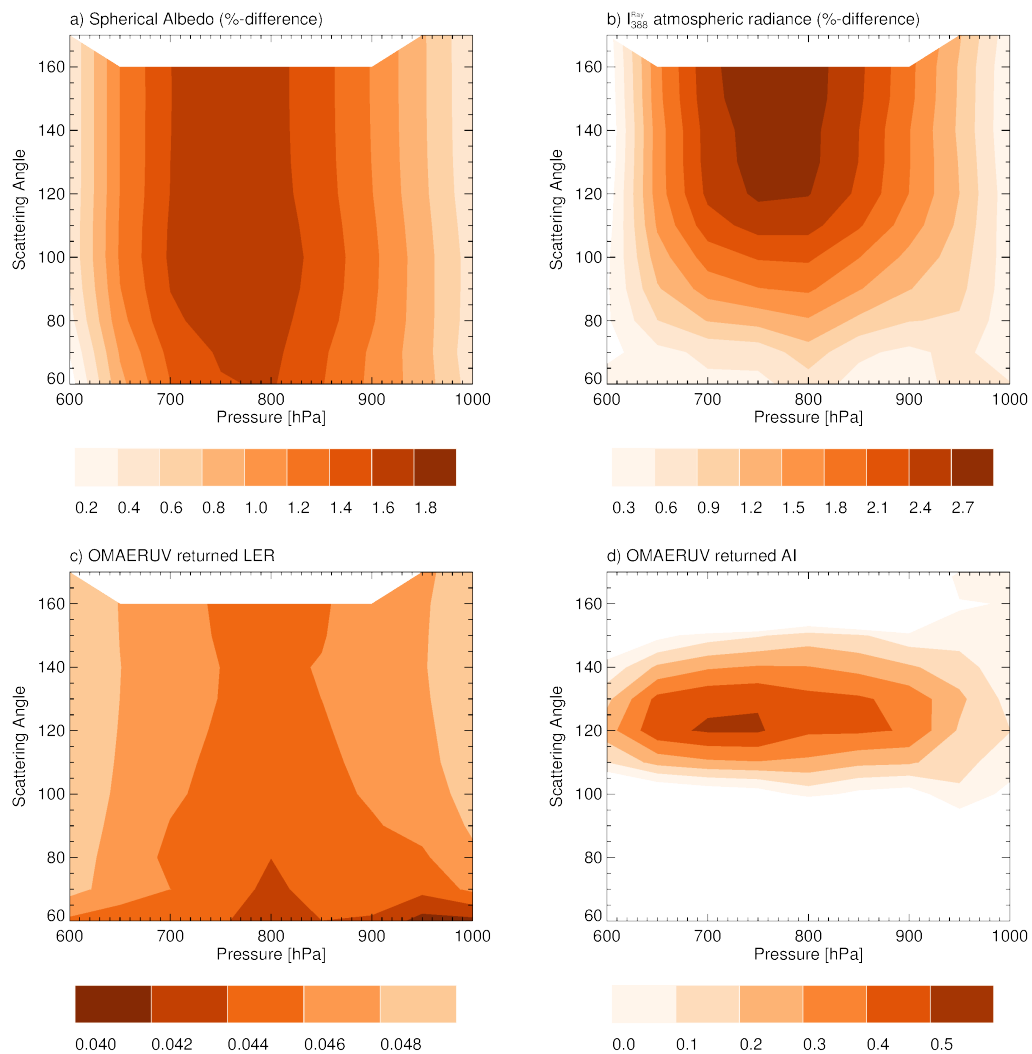 a) Spherical Albedo (%-difference)
160
140
120
100
80
60
Scattering Angle
600 700 800 900 1000
Pressure [hPa]
0.2 0.4 0.6 0.8 1.0 1.2 1.4 1.6 1.8
b) I Ray 388 atmospheric radiance (%-difference)
160
140
120
100
80
60
Scattering Angle
600 700 800 900 1000
Pressure [hPa]
0.3 0.6 0.9 1.2 1.5 1.8 2.1 2.4 2.7
c) OMAERUV returned LER
160
140
120
100
80
60
Scattering Angle
600 700 800 900 1000
Pressure [hPa]
0.040 0.042 0.044 0.046 0.048
d) OMAERUV returned AI
160
140
120
100
80
60
Scattering Angle
600 700 800 900 1000
Pressure [hPa]
0.0 0.1 0.2 0.3 0.4 0.5